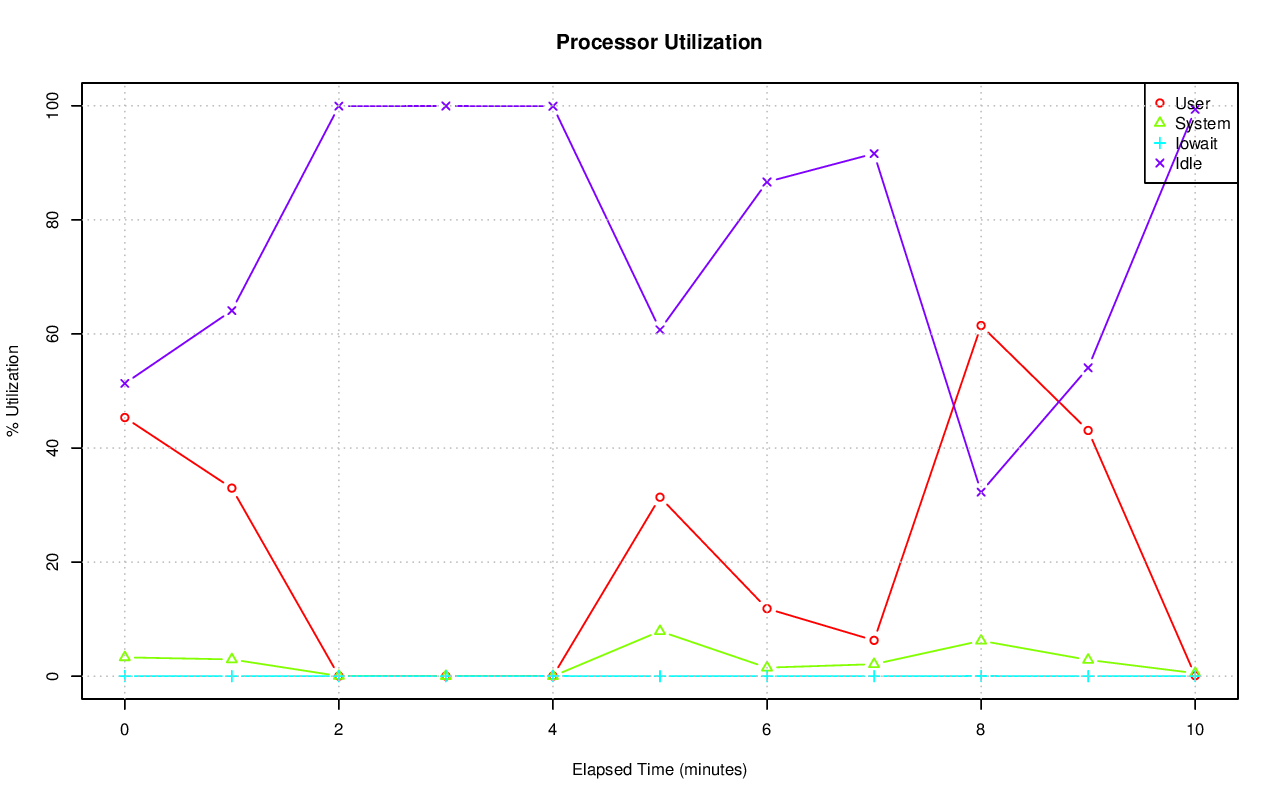 Processor Utilization
% Utilization
100
80
60
40
20
0
User
System
Iowait
Idle
0 2 4 6 8 10
Elapsed Time (minutes)